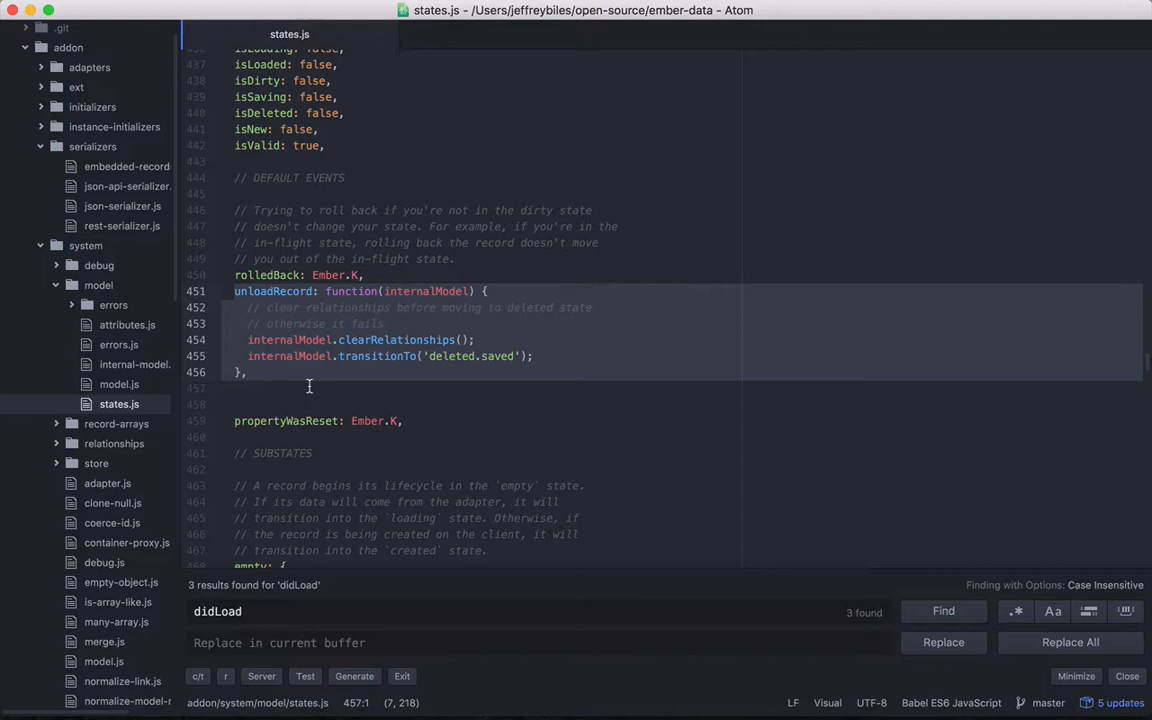 states.js - /Users/jeffreybiles/open-source/ember-data - Atom
.git
addon
adapters
ext
initializers
instance-initializers
serializers
embedded-records
json-api-serializer.
json-serializer.js
rest-serializer.js
system
debug
model
errors
attributes.js
errors.js
internal-model.
model.js
states.js
record-arrays
relationships
store
adapter.js
clone-null.js
coerce-id.js
container-proxy.js
debug.js
empty-object.js
is-array-like.js
many-array.js
merge.js
model.js
normalize-link.js
normalize-model-r
states.js
436 isLoading: false,
437 isLoaded: false,
438 isDirty: false,
439 isSaving: false,
440 isDeleted: false,
441 isNew: false,
442 isValid: true,
443
444 // DEFAULT EVENTS
445
446 // Trying to roll back if you're not in the dirty state
447 // doesn't change your state. For example, if you're in the
448 // in-flight state, rolling back the record doesn't move
449 // you out of the in-flight state.
450 rolledBack: Ember.K,
451 unloadRecord: function(internalModel) {
452 // clear relationships before moving to deleted state
453 // otherwise it fails
454 internalModel.clearRelationships();
455 internalModel.transitionTo('deleted.saved');
456 },
457
458
459 propertyWasReset: Ember.K,
460
461 // SUBSTATES
462
463 // A record begins its lifecycle in the `empty` state.
464 // If its data will come from the adapter, it will
465 // transition into the `loading` state. Otherwise, if
466 // the record is being created on the client, it will
467 // transition into the `created` state.
468 empty: {
3 results found for 'didLoad' Finding with Options: Case Insensitive
didLoad 3 found Find .* Aa
Replace in current buffer Replace Replace All
c/t r Server Test Generate Exit Minimize Close
addon/system/model/states.js 457:1 (7, 218) LF Visual UTF-8 Babel ES6 JavaScript master 5 updates